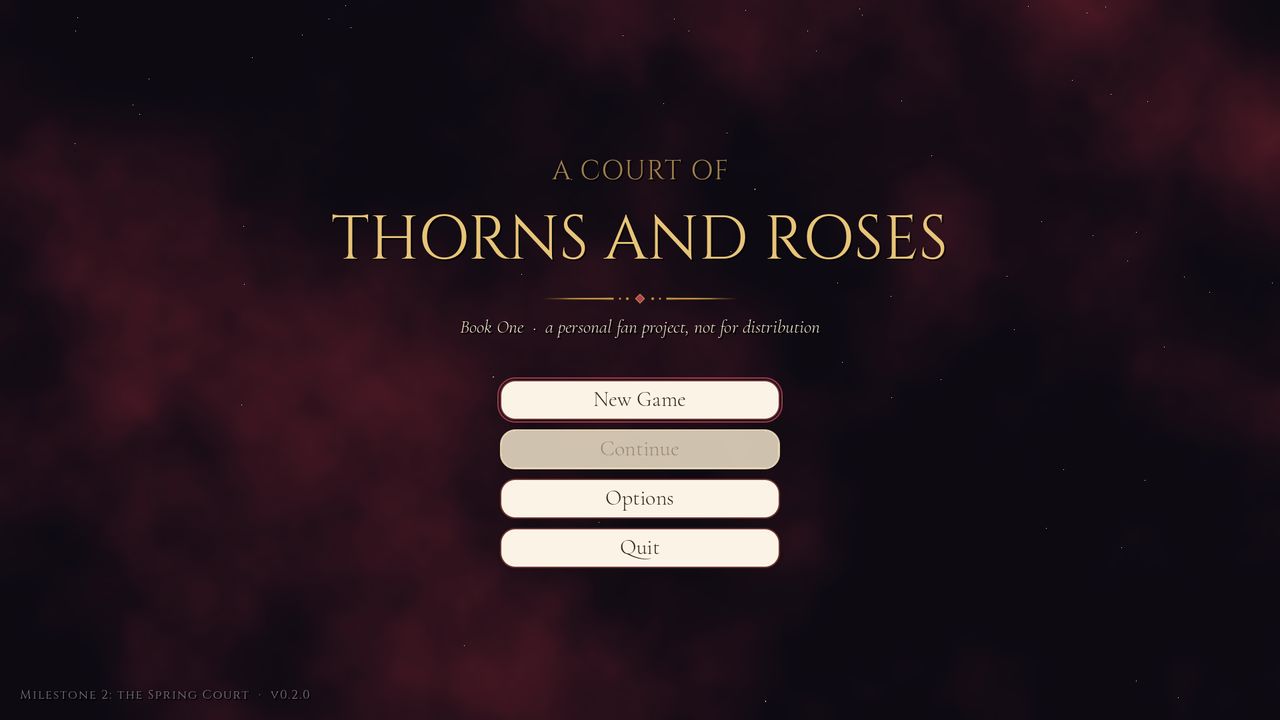 A COURT OF
THORNS AND ROSES
Book One · a personal fan project, not for distribution
New Game
Continue
Options
Quit
Milestone 2: the Spring Court · v0.2.0